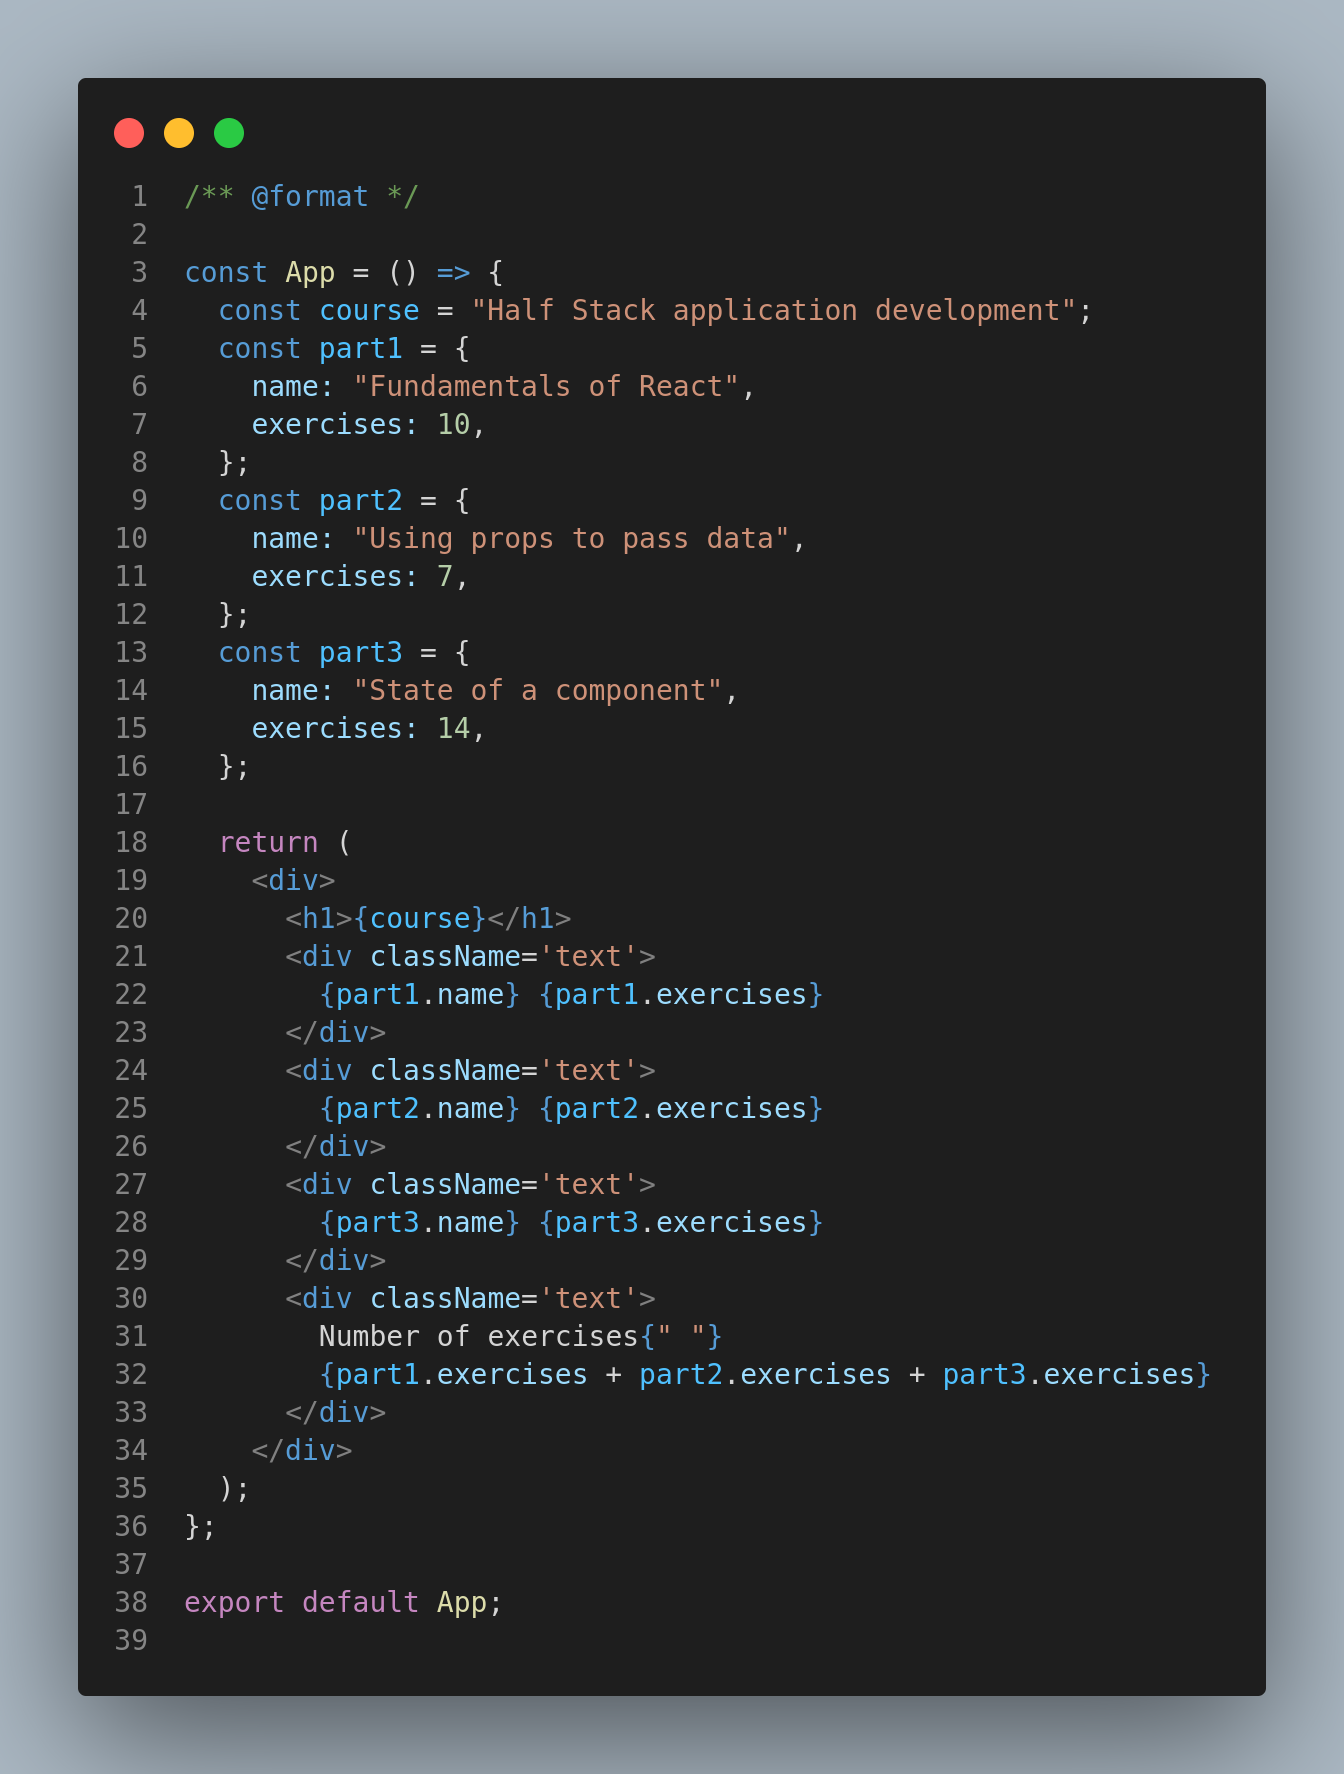 1 /** @format */
2
3 const App = () => {
4   const course = "Half Stack application development";
5   const part1 = {
6     name: "Fundamentals of React",
7     exercises: 10,
8   };
9   const part2 = {
10     name: "Using props to pass data",
11     exercises: 7,
12   };
13   const part3 = {
14     name: "State of a component",
15     exercises: 14,
16   };
17
18   return (
19     <div>
20       <h1>{course}</h1>
21       <div className='text'>
22         {part1.name} {part1.exercises}
23       </div>
24       <div className='text'>
25         {part2.name} {part2.exercises}
26       </div>
27       <div className='text'>
28         {part3.name} {part3.exercises}
29       </div>
30       <div className='text'>
31         Number of exercises{" "}
32         {part1.exercises + part2.exercises + part3.exercises}
33       </div>
34     </div>
35   );
36 };
37
38 export default App;
39